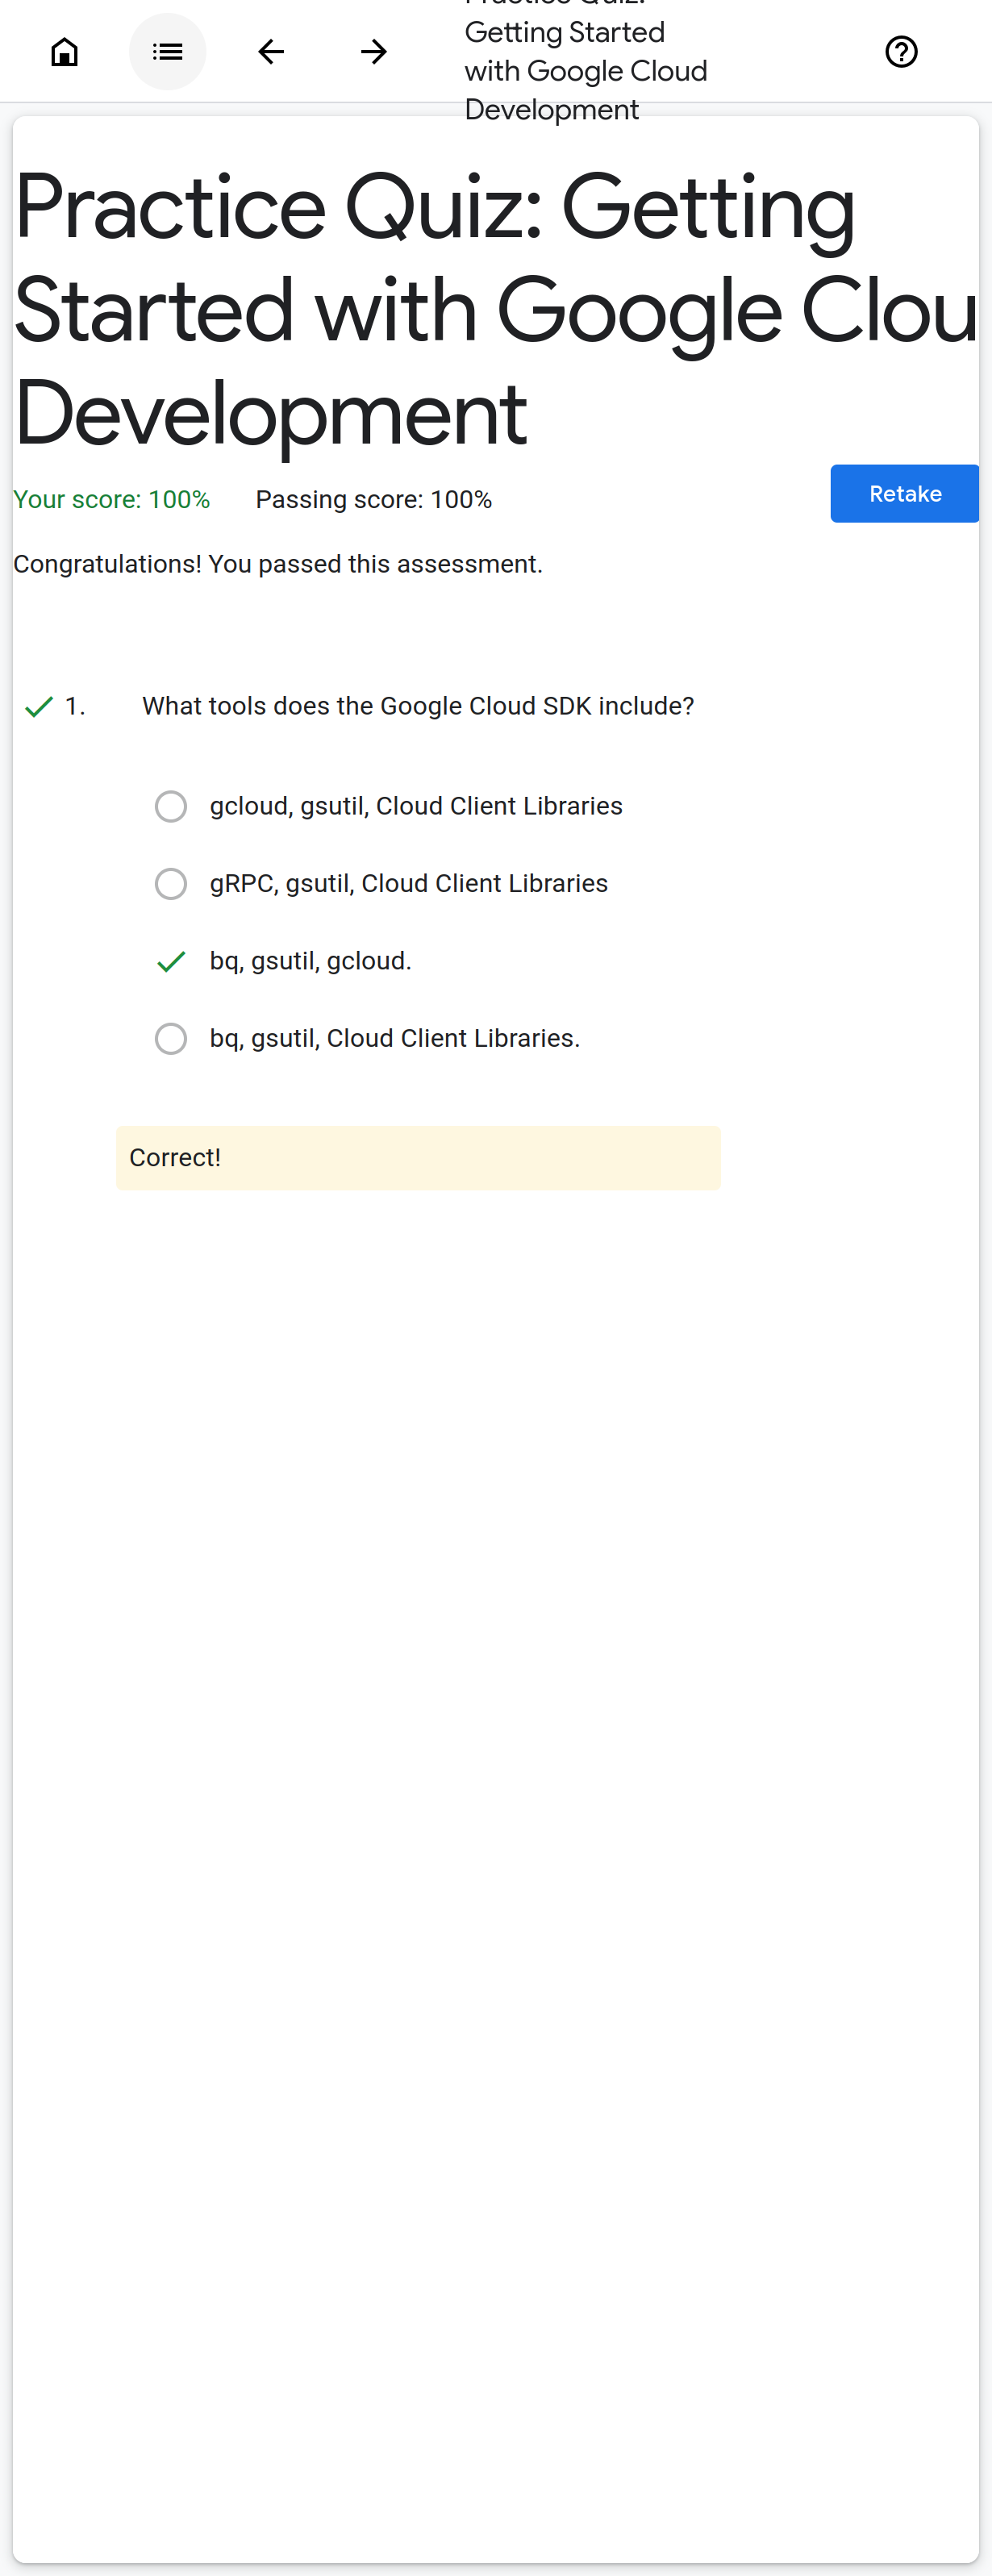 Practice Quiz:
Getting Started
with Google Cloud
Development
Practice Quiz: Getting
Started with Google Clou
Development
Your score: 100% Passing score: 100%
Retake
Congratulations! You passed this assessment.
1. What tools does the Google Cloud SDK include?
gcloud, gsutil, Cloud Client Libraries
gRPC, gsutil, Cloud Client Libraries
bq, gsutil, gcloud.
bq, gsutil, Cloud Client Libraries.
Correct!